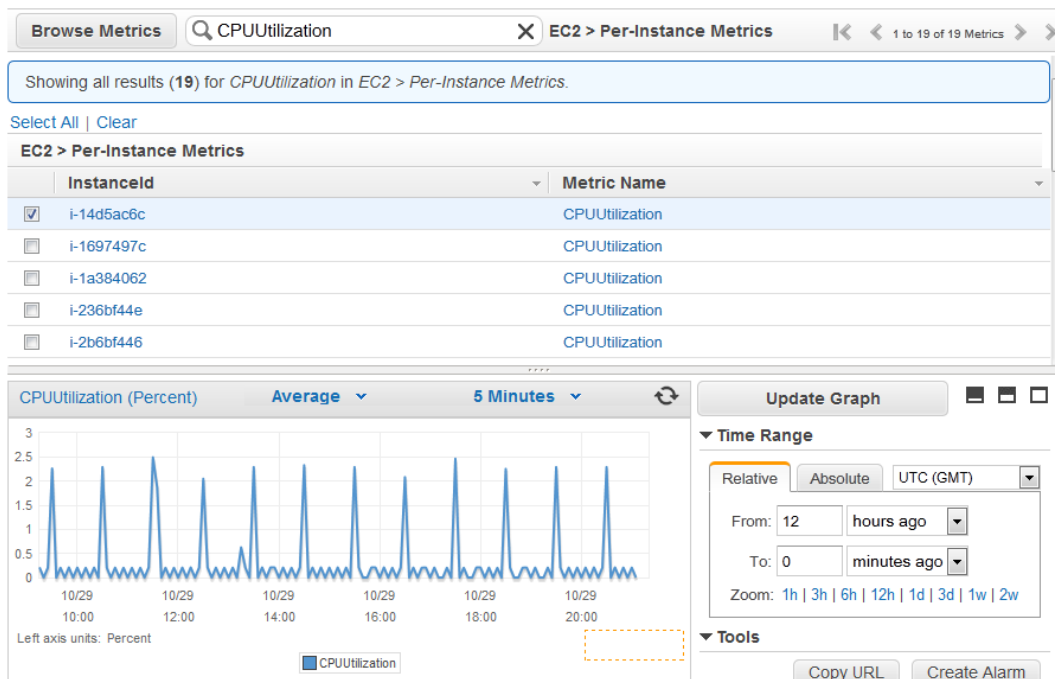 Browse Metrics CPUUtilization EC2 > Per-Instance Metrics 1 to 19 of 19 Metrics
Showing all results (19) for CPUUtilization in EC2 > Per-Instance Metrics.
Select All | Clear
EC2 > Per-Instance Metrics
InstanceId Metric Name
i-14d5ac6c CPUUtilization
i-1697497c CPUUtilization
i-1a384062 CPUUtilization
i-236bf44e CPUUtilization
i-2b6bf446 CPUUtilization
CPUUtilization (Percent) Average 5 Minutes
3
2.5
2
1.5
1
0.5
0
10/29 10/29 10/29 10/29 10/29 10/29
10:00 12:00 14:00 16:00 18:00 20:00
Left axis units: Percent
CPUUtilization
Update Graph
Time Range
Relative Absolute UTC (GMT)
From: 12 hours ago
To: 0 minutes ago
Zoom: 1h | 3h | 6h | 12h | 1d | 3d | 1w | 2w
Tools
Copy URL Create Alarm